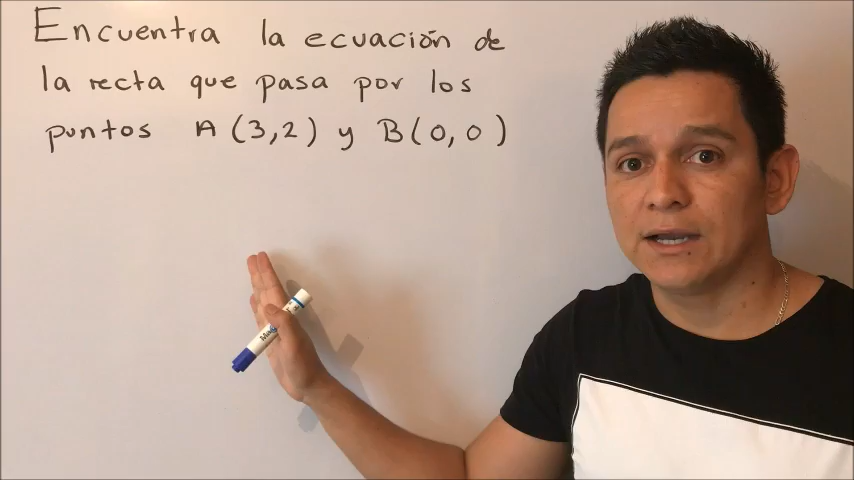 Encuentra la ecuación de
la recta que pasa por los
puntos A (3,2) y B(0,0)